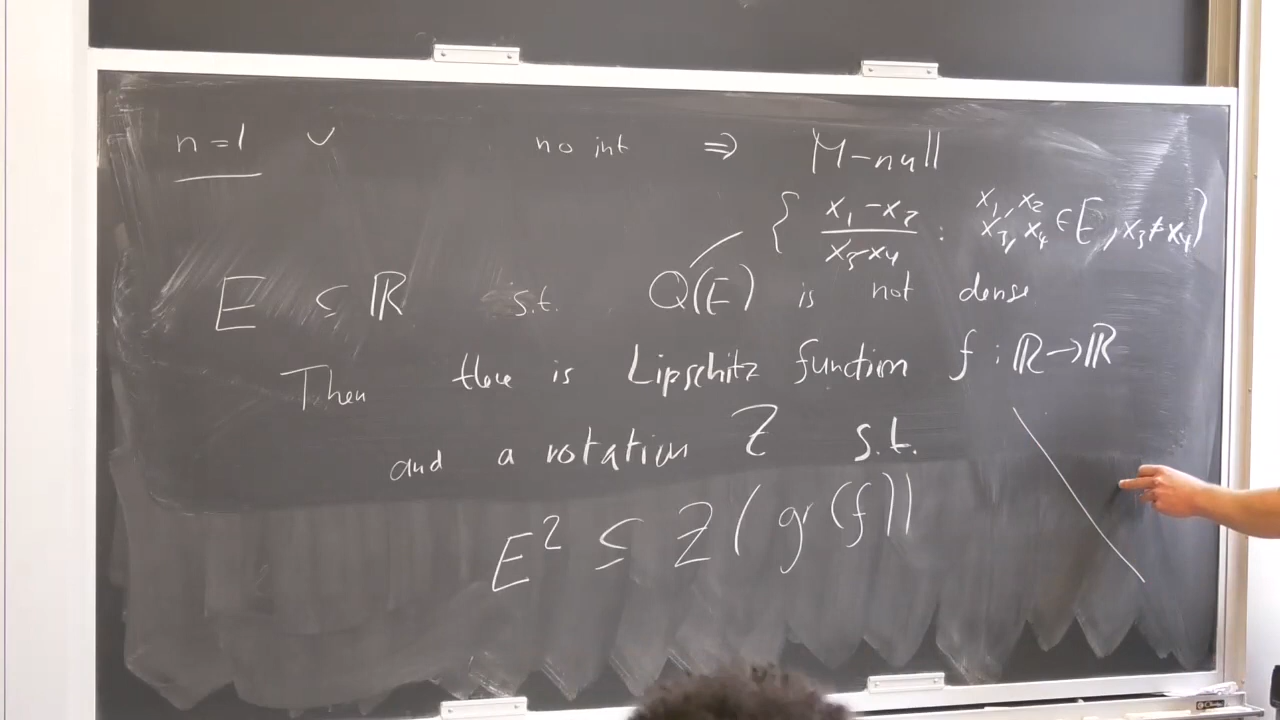 n=1 ✓ no int ⇒ M-null
{ x₁-x₂ / x₃-x₄ : x₁,x₂ x₃,x₄ ∈ E, x₃≠x₄ }
E ⊆ ℝ s.t. Q(E) is not dense
Then there is Lipschitz function f : ℝ→ℝ
and a rotation Z s.t.
E² ⊆ Z(gr(f))